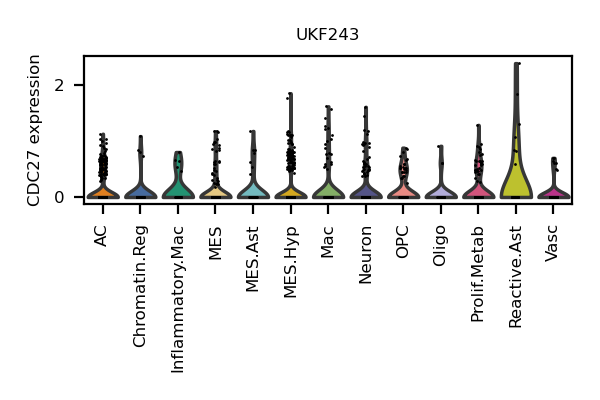 UKF243
CDC27 expression
2
0
AC
Chromatin.Reg
Inflammatory.Mac
MES
MES.Ast
MES.Hyp
Mac
Neuron
OPC
Oligo
Prolif.Metab
Reactive.Ast
Vasc